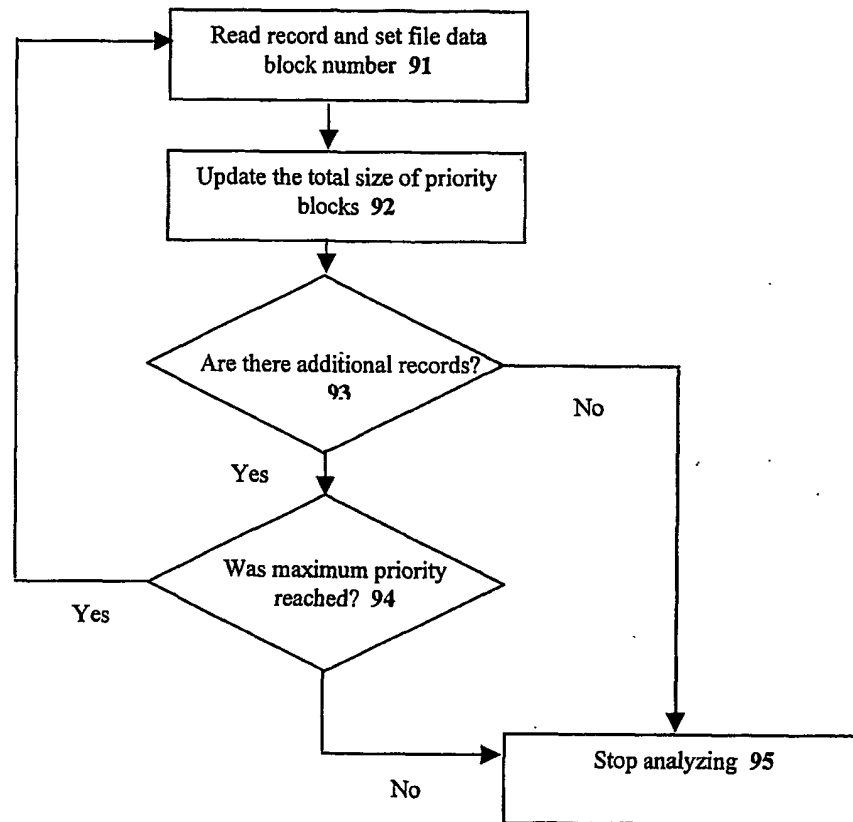 Read record and set file data
block number 91
Update the total size of priority
blocks 92
Are there additional records?
93
No
Yes
Was maximum priority
reached? 94
Yes
Stop analyzing 95
No